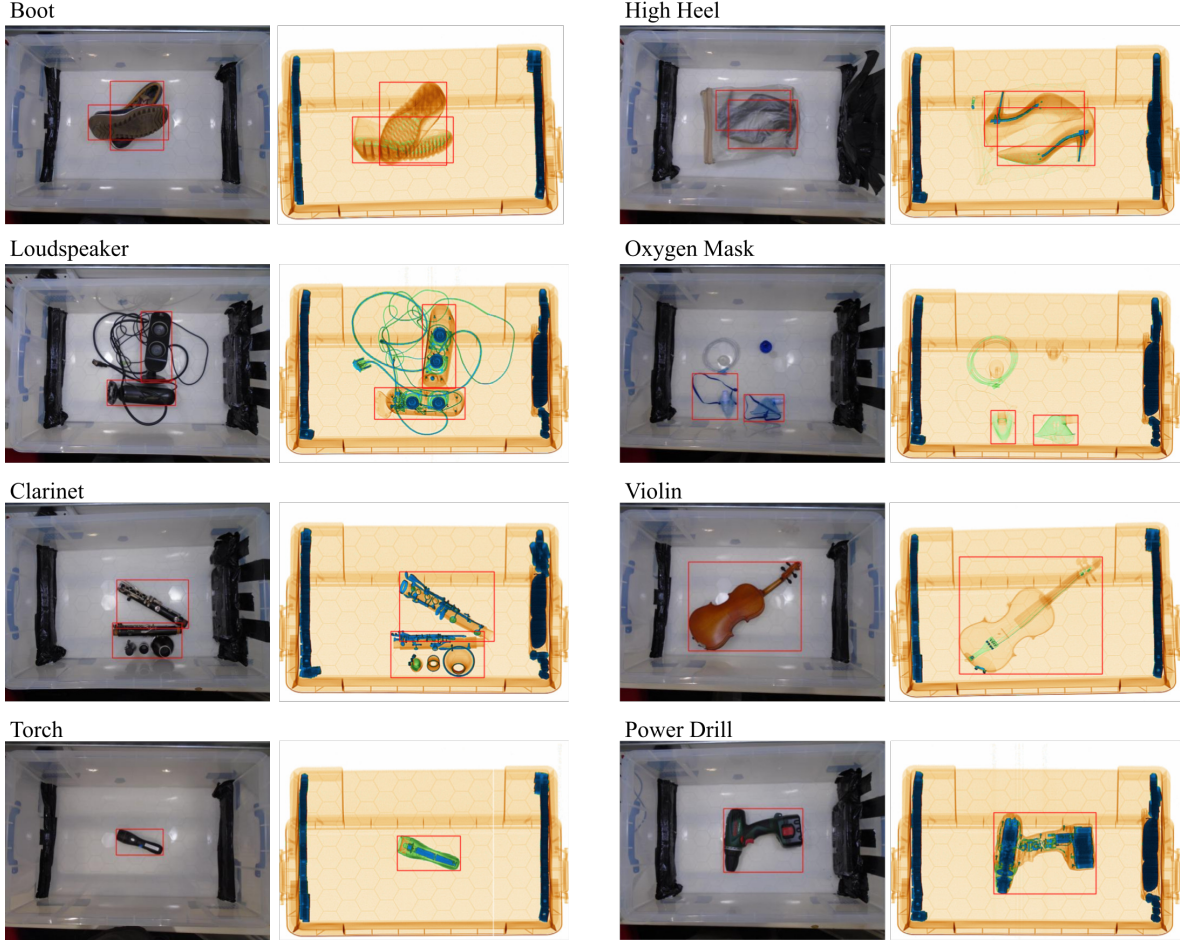 Boot
High Heel
Loudspeaker
Oxygen Mask
Clarinet
Violin
Torch
Power Drill